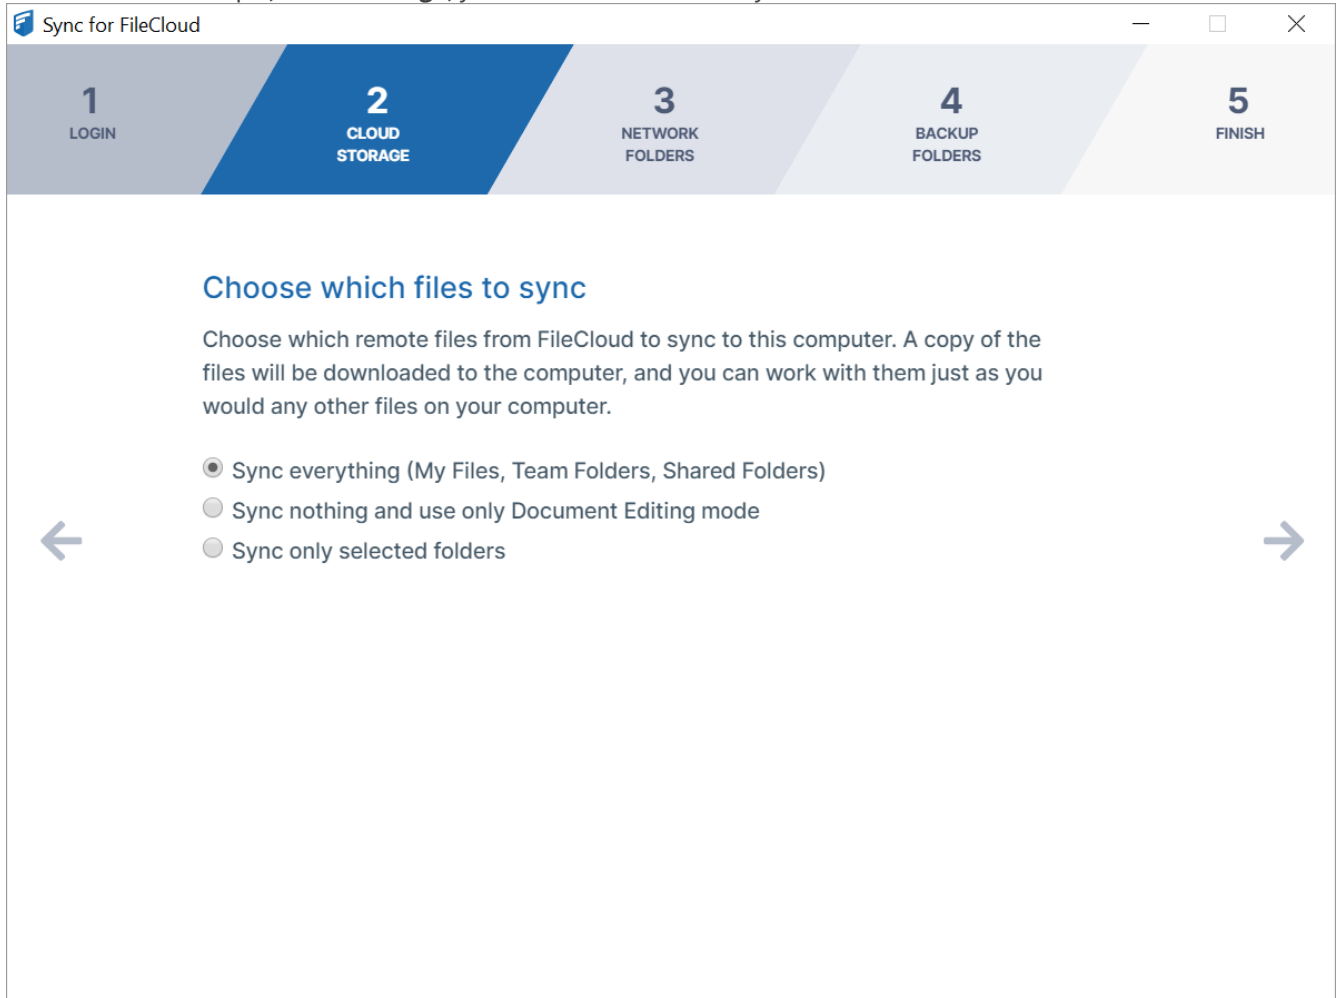 Sync for FileCloud
1
LOGIN
2
CLOUD
STORAGE
3
NETWORK
FOLDERS
4
BACKUP
FOLDERS
5
FINISH
Choose which files to sync
Choose which remote files from FileCloud to sync to this computer. A copy of the
files will be downloaded to the computer, and you can work with them just as you
would any other files on your computer.
Sync everything (My Files, Team Folders, Shared Folders)
Sync nothing and use only Document Editing mode
Sync only selected folders